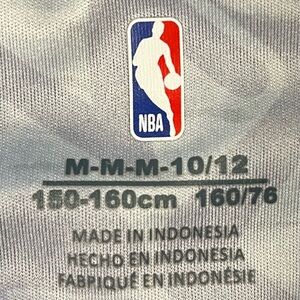 NBA
M-M-M-10/12
150-160cm 160/76
MADE IN INDONESIA
HECHO EN INDONESIA
FABRIQUÉ EN INDONÉSIE